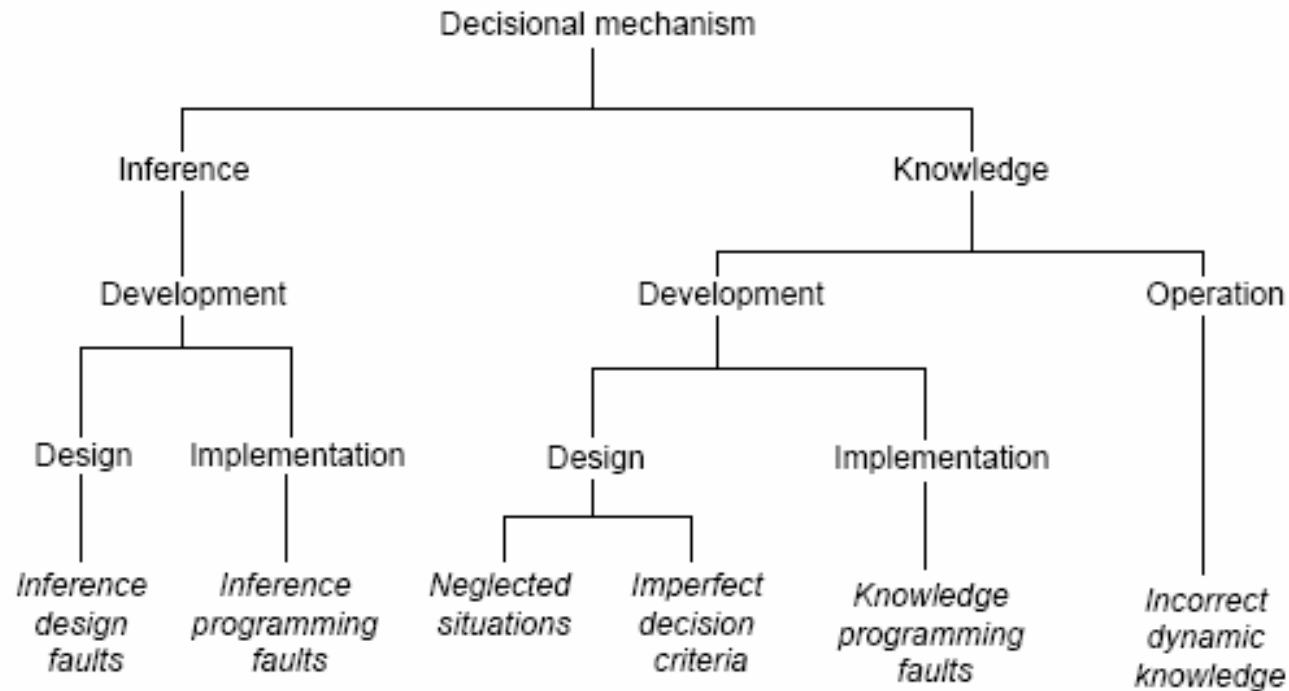 Decisional mechanism
Inference
Knowledge
Development
Development
Operation
Design
Implementation
Design
Implementation
Inference
design
faults
Inference
programming
faults
Neglected
situations
Imperfect
decision
criteria
Knowledge
programming
faults
Incorrect
dynamic
knowledge